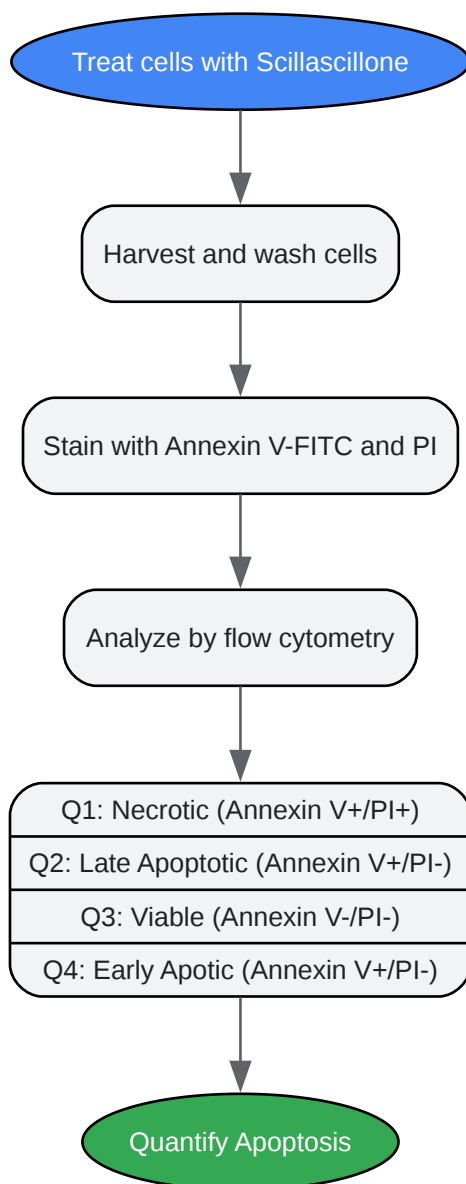 Treat cells with Scillascillone
Harvest and wash cells
Stain with Annexin V-FITC and PI
Analyze by flow cytometry
Q1: Necrotic (Annexin V+/PI+)
Q2: Late Apoptotic (Annexin V+/PI-)
Q3: Viable (Annexin V-/PI-)
Q4: Early Apotic (Annexin V+/PI-)
Quantify Apoptosis